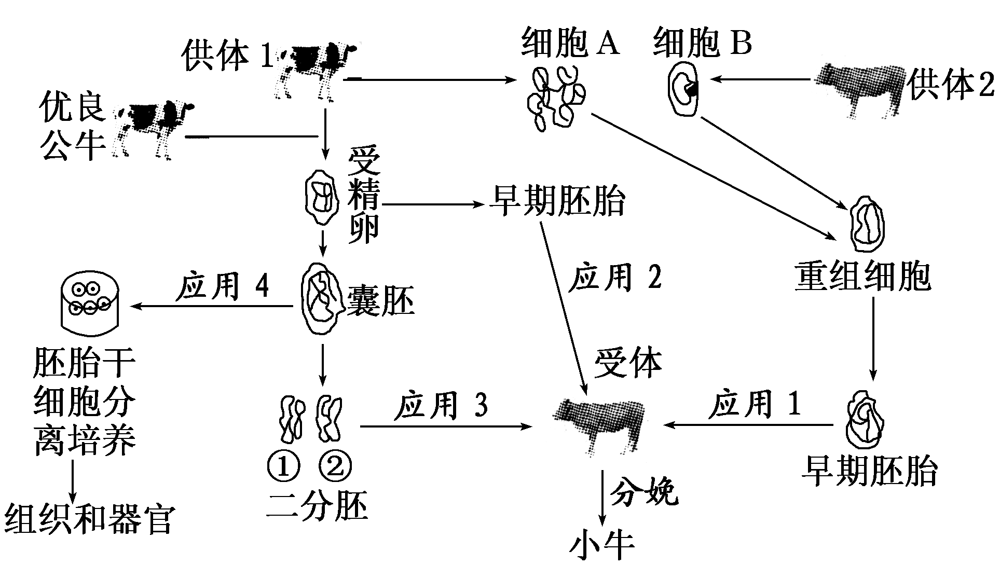 细胞 A
细胞 B
供体 1
供体2
优良
公牛
受
精
卵
早期胚胎
应用 4
囊胚
应用 2
重组细胞
胚胎干
细胞分
离培养
受体
应用 3
应用 1
① ②
二分胚
早期胚胎
分娩
组织和器官
小牛